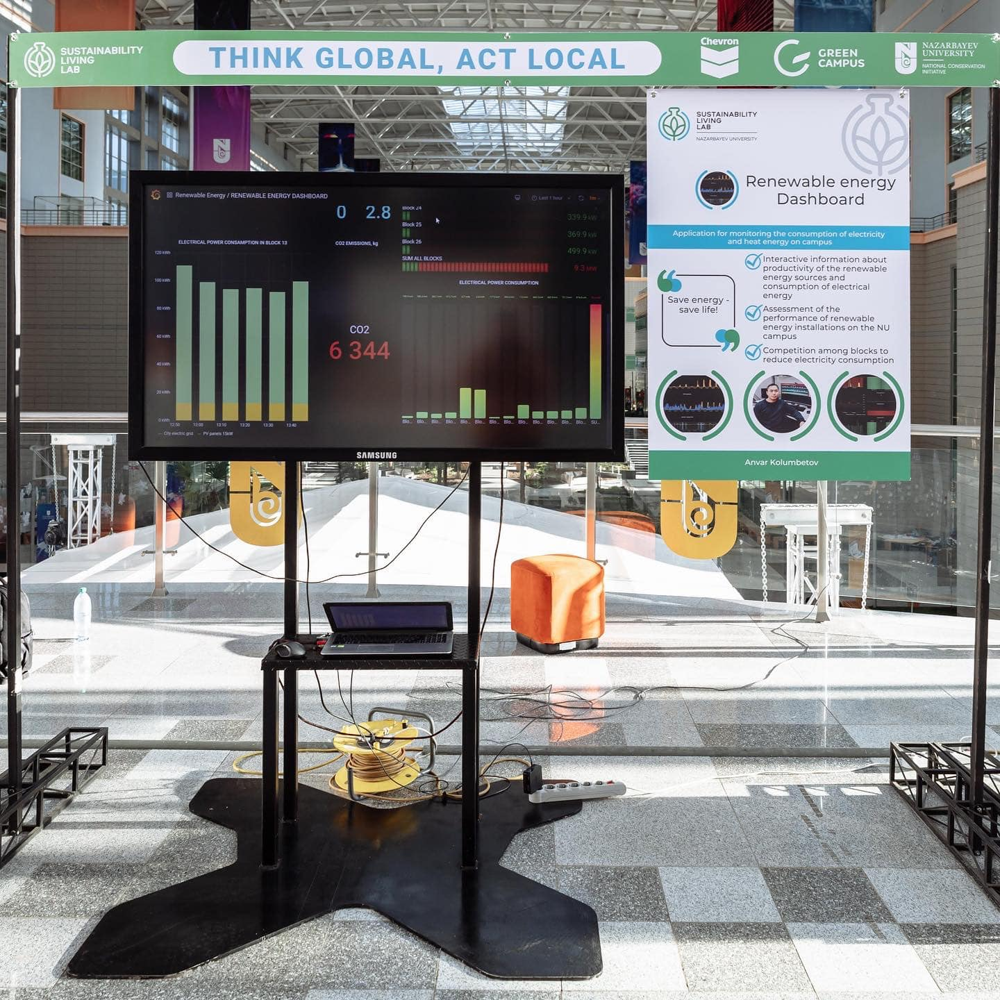 SUSTAINABILITY
LIVING
LAB
THINK GLOBAL, ACT LOCAL
Chevron
GREEN
CAMPUS
NAZARBAYEV
UNIVERSITY
NATIONAL CONSERVATION
INITIATIVE
Renewable Energy / RENEWABLE ENERGY DASHBOARD
Last 1 hour
1m
0 2.8
CO2 EMISSIONS, kg
ELECTRICAL POWER CONSAMPTION IN BLOCK 13
120 kWh
100 kWh
80 kWh
60 kWh
40 kWh
20 kWh
0 kWh
12:50 13:00 13:10 13:20 13:30 13:40
City electric grid PV panels 15kW
CO2
6 344
Block 24
339.9 kW
Block 25
369.9 kW
Block 26
499.9 kW
SUM ALL BLOCKS
9.3 MW
ELECTRICAL POWER CONSUMPTION
Blo... Blo... Blo... Blo... Blo... Blo... Blo... Blo... Blo... Blo... Blo... Blo... Blo... SU...
SAMSUNG
SUSTAINABILITY
LIVING
LAB
NAZARBAYEV UNIVERSITY
Renewable energy
Dashboard
Application for monitoring the consumption of electricity
and heat energy on campus
Save energy -
save life!
Interactive information about
productivity of the renewable
energy sources and
consumption of electrical
energy
Assessment of the
performance of renewable
energy installations on the NU
campus
Competition among blocks to
reduce electricity consumption
Anvar Kolumbetov